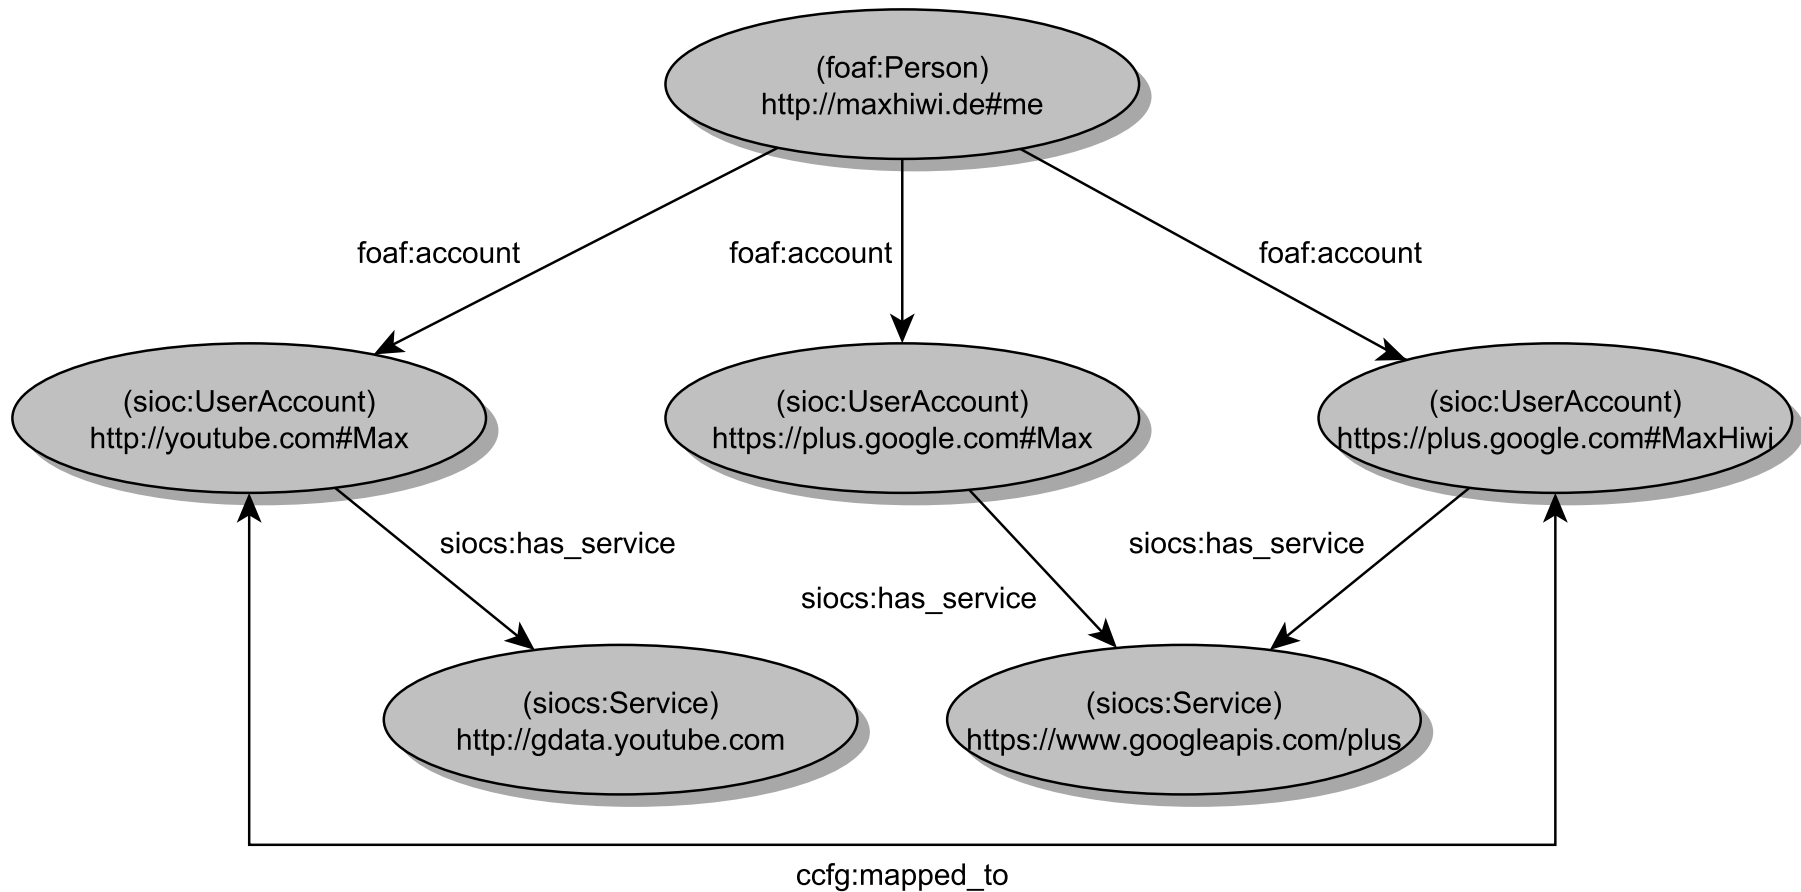 (foaf:Person)
http://maxhiwi.de#me
foaf:account
foaf:account
foaf:account
(sioc:UserAccount)
http://youtube.com#Max
(sioc:UserAccount)
https://plus.google.com#Max
(sioc:UserAccount)
https://plus.google.com#MaxHiwi
siocs:has_service
siocs:has_service
siocs:has_service
(siocs:Service)
http://gdata.youtube.com
(siocs:Service)
https://www.googleapis.com/plus
ccfg:mapped_to